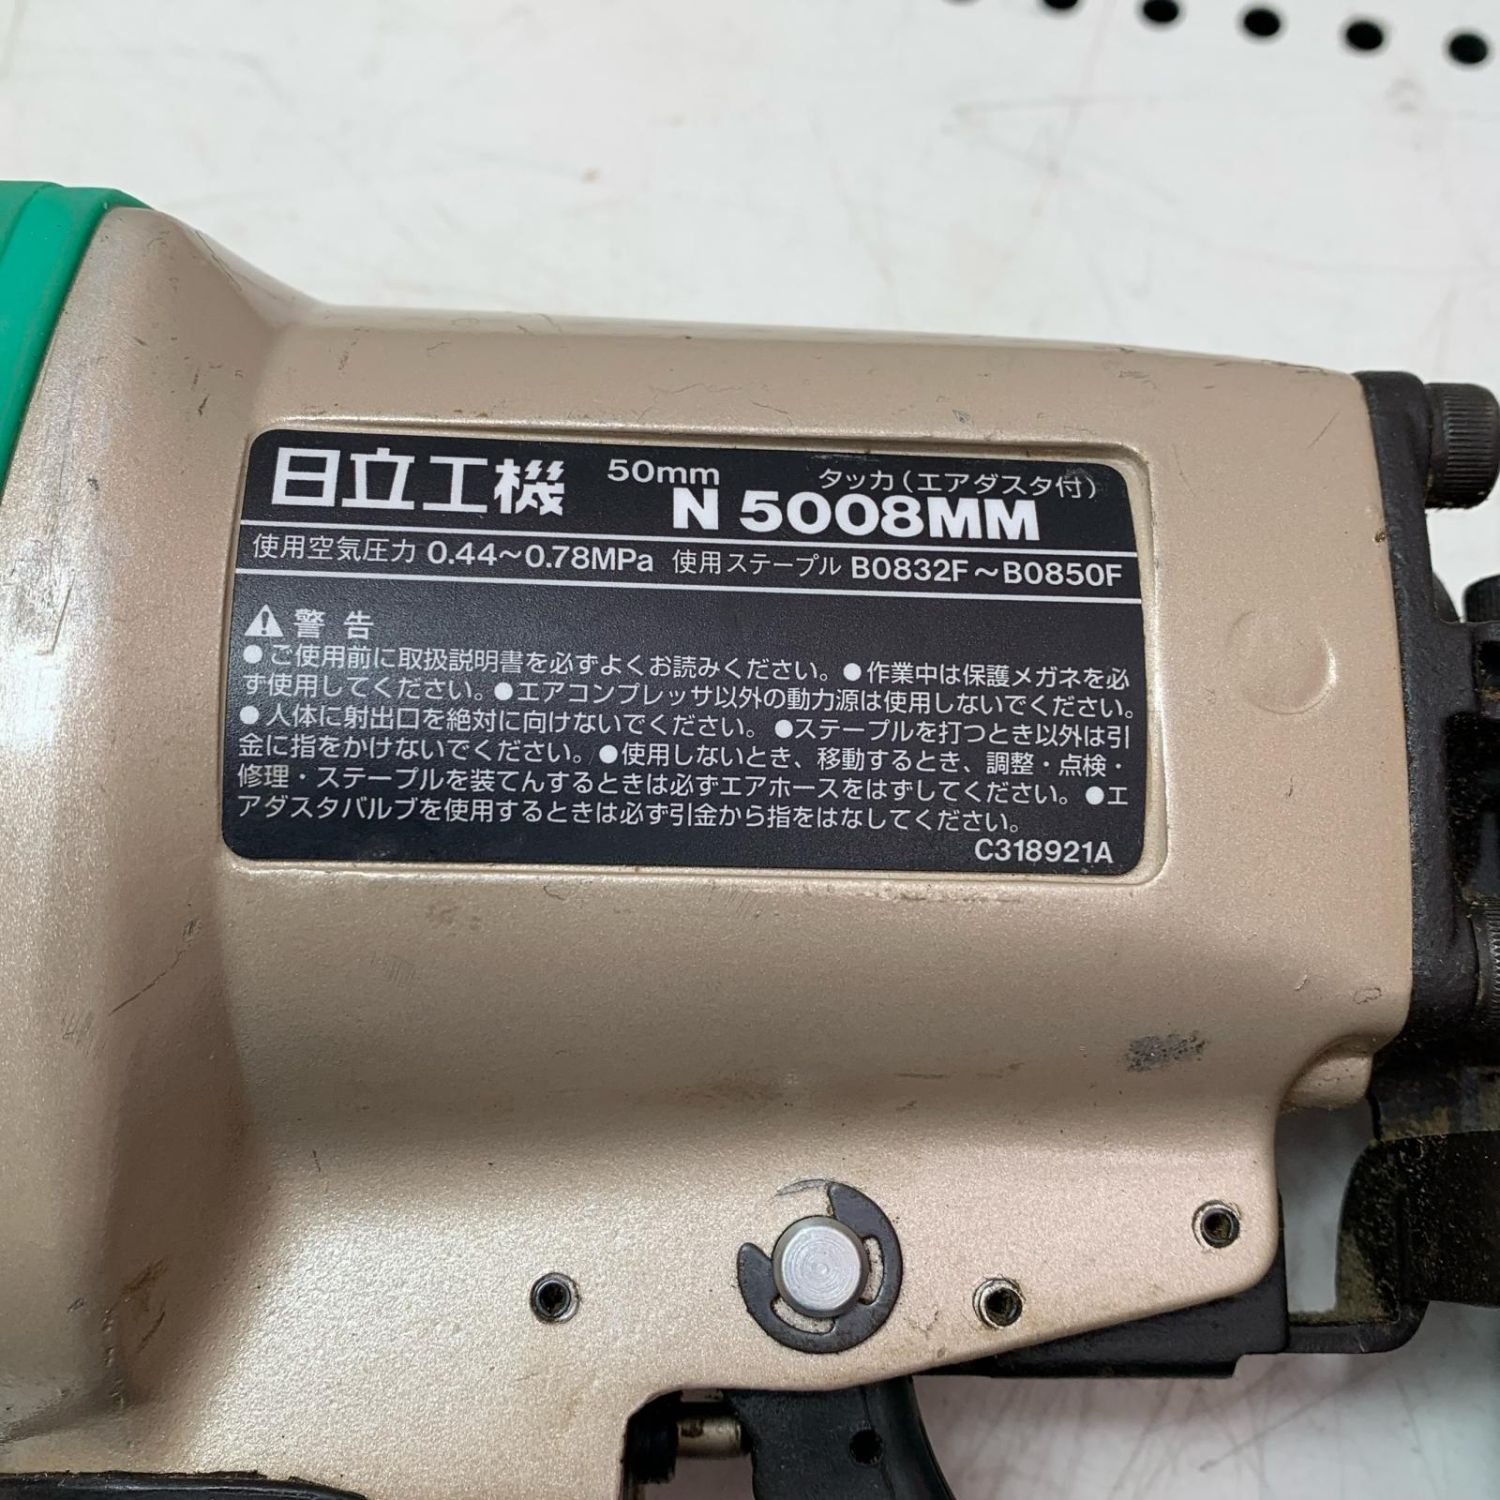 日立工機 50mm タッカ(エアダスタ付)
N 5008MM
使用空気圧力 0.44〜0.78MPa 使用ステープル B0832F〜B0850F
警告
●ご使用前に取扱説明書を必ずよくお読みください。●作業中は保護メガネを必
ず使用してください。●エアコンプレッサ以外の動力源は使用しないでください。
●人体に射出口を絶対に向けないでください。●ステープルを打つとき以外は引
金に指をかけないでください。●使用しないとき、移動するとき、調整・点検・
修理・ステープルを装てんするときは必ずエアホースをはずしてください。●エ
アダスタバルブを使用するときは必ず引金から指をはなしてください。
C318921A